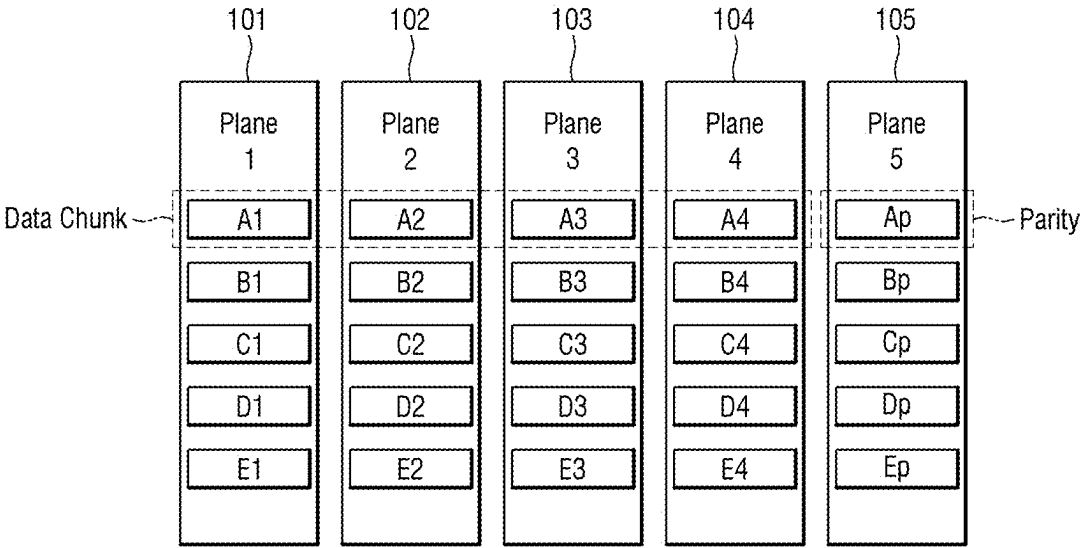 101 102 103 104 105
Plane 1 Plane 2 Plane 3 Plane 4 Plane 5
Data Chunk A1 A2 A3 A4 Ap Parity
B1 B2 B3 B4 Bp
C1 C2 C3 C4 Cp
D1 D2 D3 D4 Dp
E1 E2 E3 E4 Ep